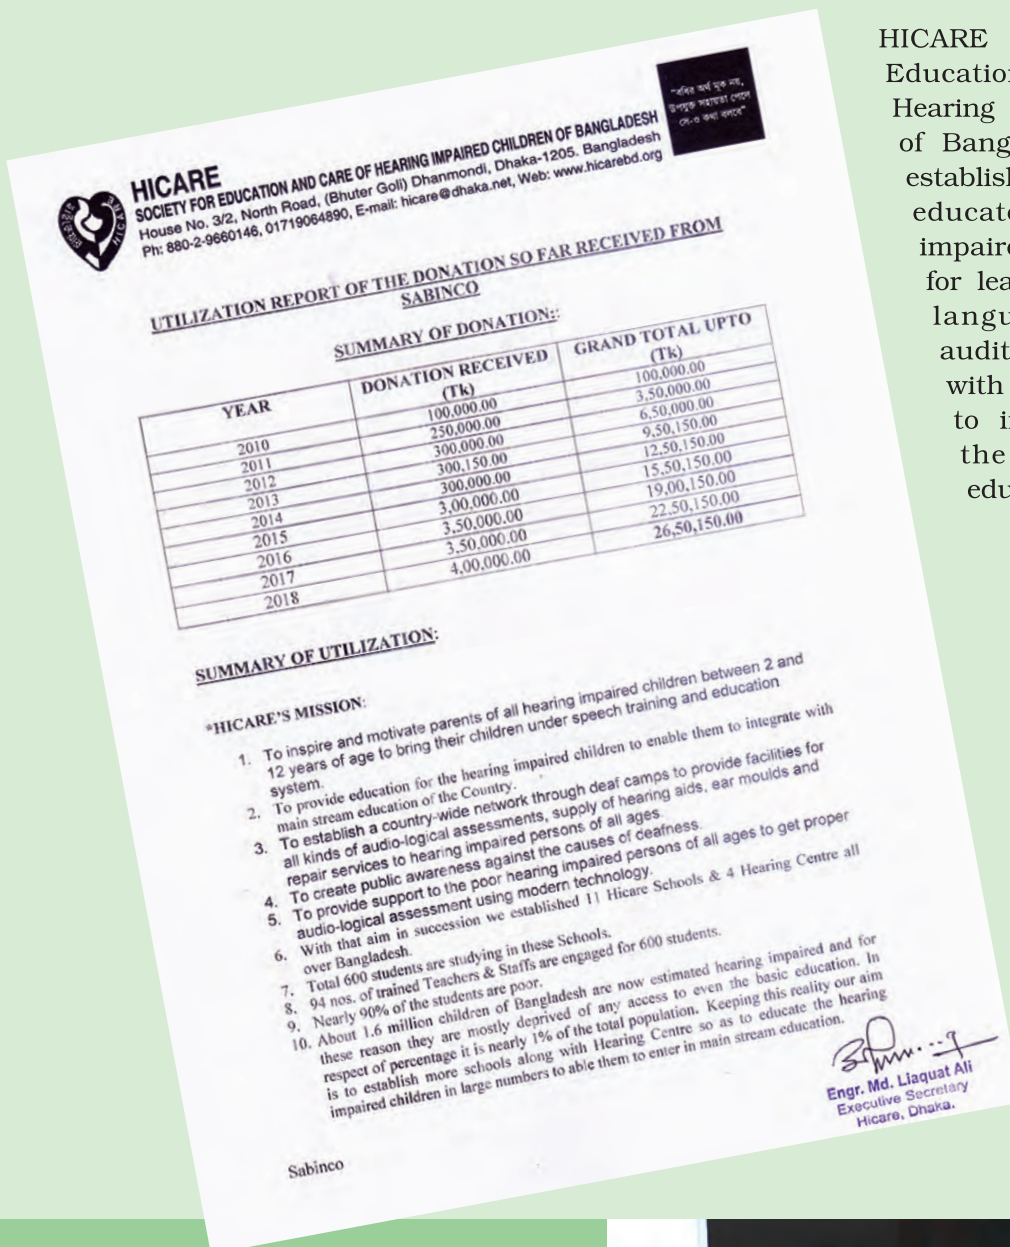 "বধির অর্থ মুক নয়,
উপযুক্ত সহায়তা পেলে
সে-ও কথা বলবে"
HICARE
SOCIETY FOR EDUCATION AND CARE OF HEARING IMPAIRED CHILDREN OF BANGLADESH
House No. 3/2, North Road, (Bhuter Goli) Dhanmondi, Dhaka-1205. Bangladesh
Ph: 880-2-9660146, 01719064890, E-mail: hicare@dhaka.net, Web: www.hicarebd.org
UTILIZATION REPORT OF THE DONATION SO FAR RECEIVED FROM
SABINCO
SUMMARY OF DONATION::
YEAR DONATION RECEIVED (Tk) GRAND TOTAL UPTO (Tk)
2010 100,000.00 100,000.00
2011 250,000.00 3,50,000.00
2012 300,000.00 6,50,000.00
2013 300,150.00 9,50,150.00
2014 300,000.00 12,50,150.00
2015 3,00,000.00 15,50,150.00
2016 3,50,000.00 19,00,150.00
2017 3,50,000.00 22,50,150.00
2018 4,00,000.00 26,50,150.00
SUMMARY OF UTILIZATION:
*HICARE'S MISSION:
1. To inspire and motivate parents of all hearing impaired children between 2 and
12 years of age to bring their children under speech training and education
system.
2. To provide education for the hearing impaired children to enable them to integrate with
main stream education of the Country.
3. To establish a country-wide network through deaf camps to provide facilities for
all kinds of audio-logical assessments, supply of hearing aids, ear moulds and
repair services to hearing impaired persons of all ages.
4. To create public awareness against the causes of deafness.
5. To provide support to the poor hearing impaired persons of all ages to get proper
audio-logical assessment using modern technology.
6. With that aim in succession we established 11 Hicare Schools & 4 Hearing Centre all
over Bangladesh.
7. Total 600 students are studying in these Schools.
8. 94 nos. of trained Teachers & Staffs are engaged for 600 students.
9. Nearly 90% of the students are poor.
10. About 1.6 million children of Bangladesh are now estimated hearing impaired and for
these reason they are mostly deprived of any access to even the basic education. In
respect of percentage it is nearly 1% of the total population. Keeping this reality our aim
is to establish more schools along with Hearing Centre so as to educate the hearing
impaired children in large numbers to able them to enter in main stream education.
Engr. Md. Liaquat Ali
Executive Secretary
Hicare, Dhaka.
Sabinco
HICARE
Education
Hearing
of Bang
establish
educate
impaire
for lea
langu
audit
with
to i
the
edu